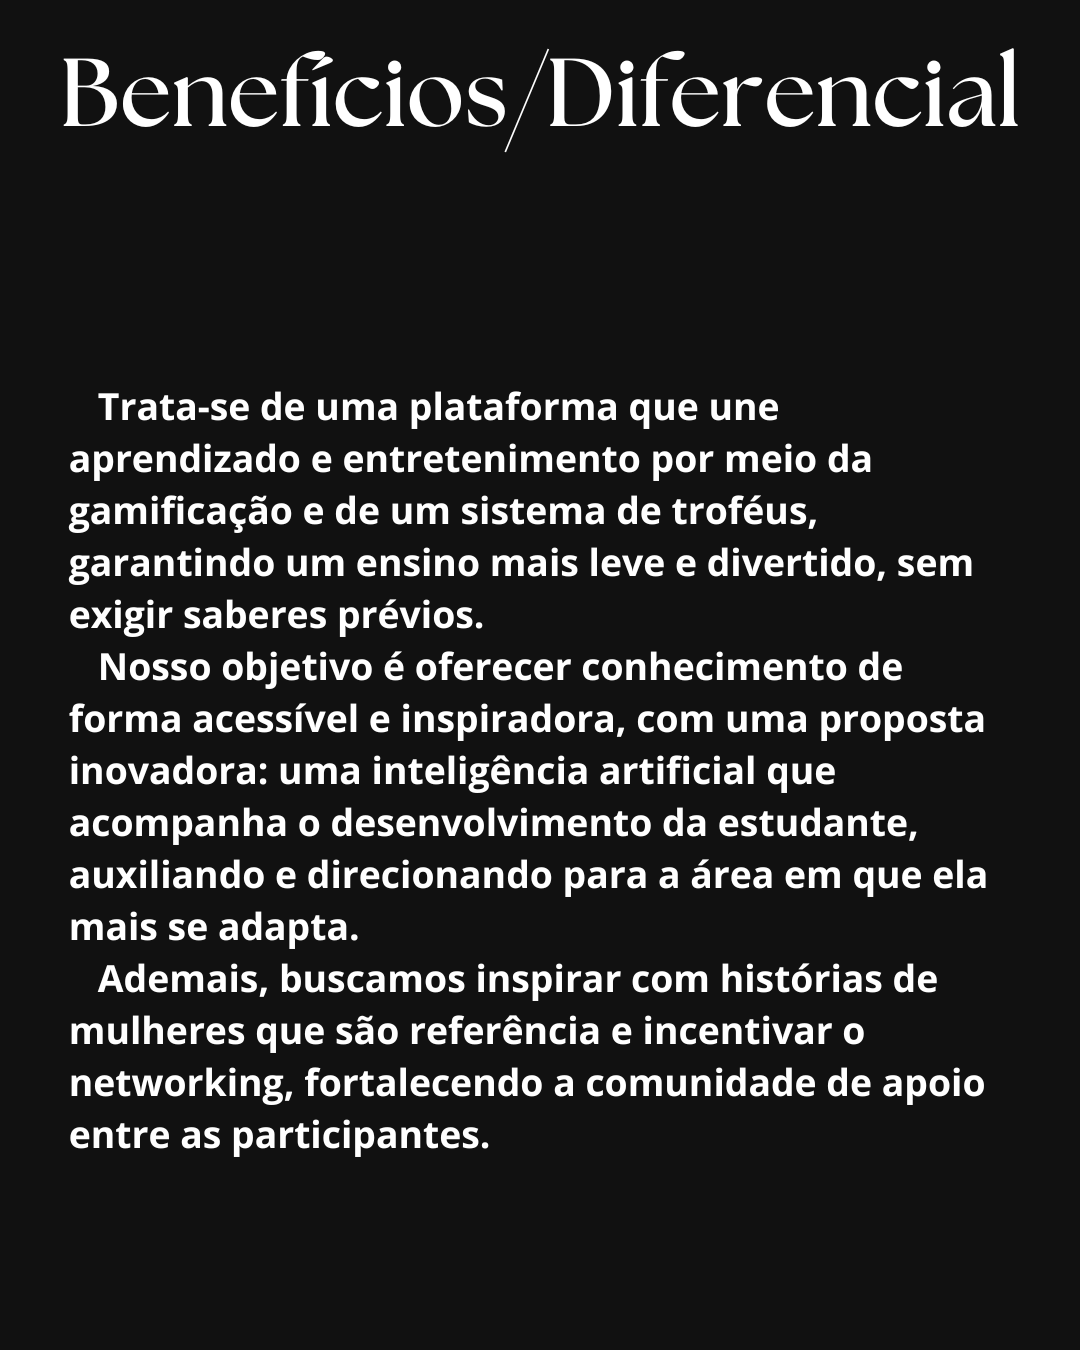 Benefícios/Diferencial
Trata-se de uma plataforma que une
aprendizado e entretenimento por meio da
gamificação e de um sistema de troféus,
garantindo um ensino mais leve e divertido, sem
exigir saberes prévios.
Nosso objetivo é oferecer conhecimento de
forma acessível e inspiradora, com uma proposta
inovadora: uma inteligência artificial que
acompanha o desenvolvimento da estudante,
auxiliando e direcionando para a área em que ela
mais se adapta.
Ademais, buscamos inspirar com histórias de
mulheres que são referência e incentivar o
networking, fortalecendo a comunidade de apoio
entre as participantes.